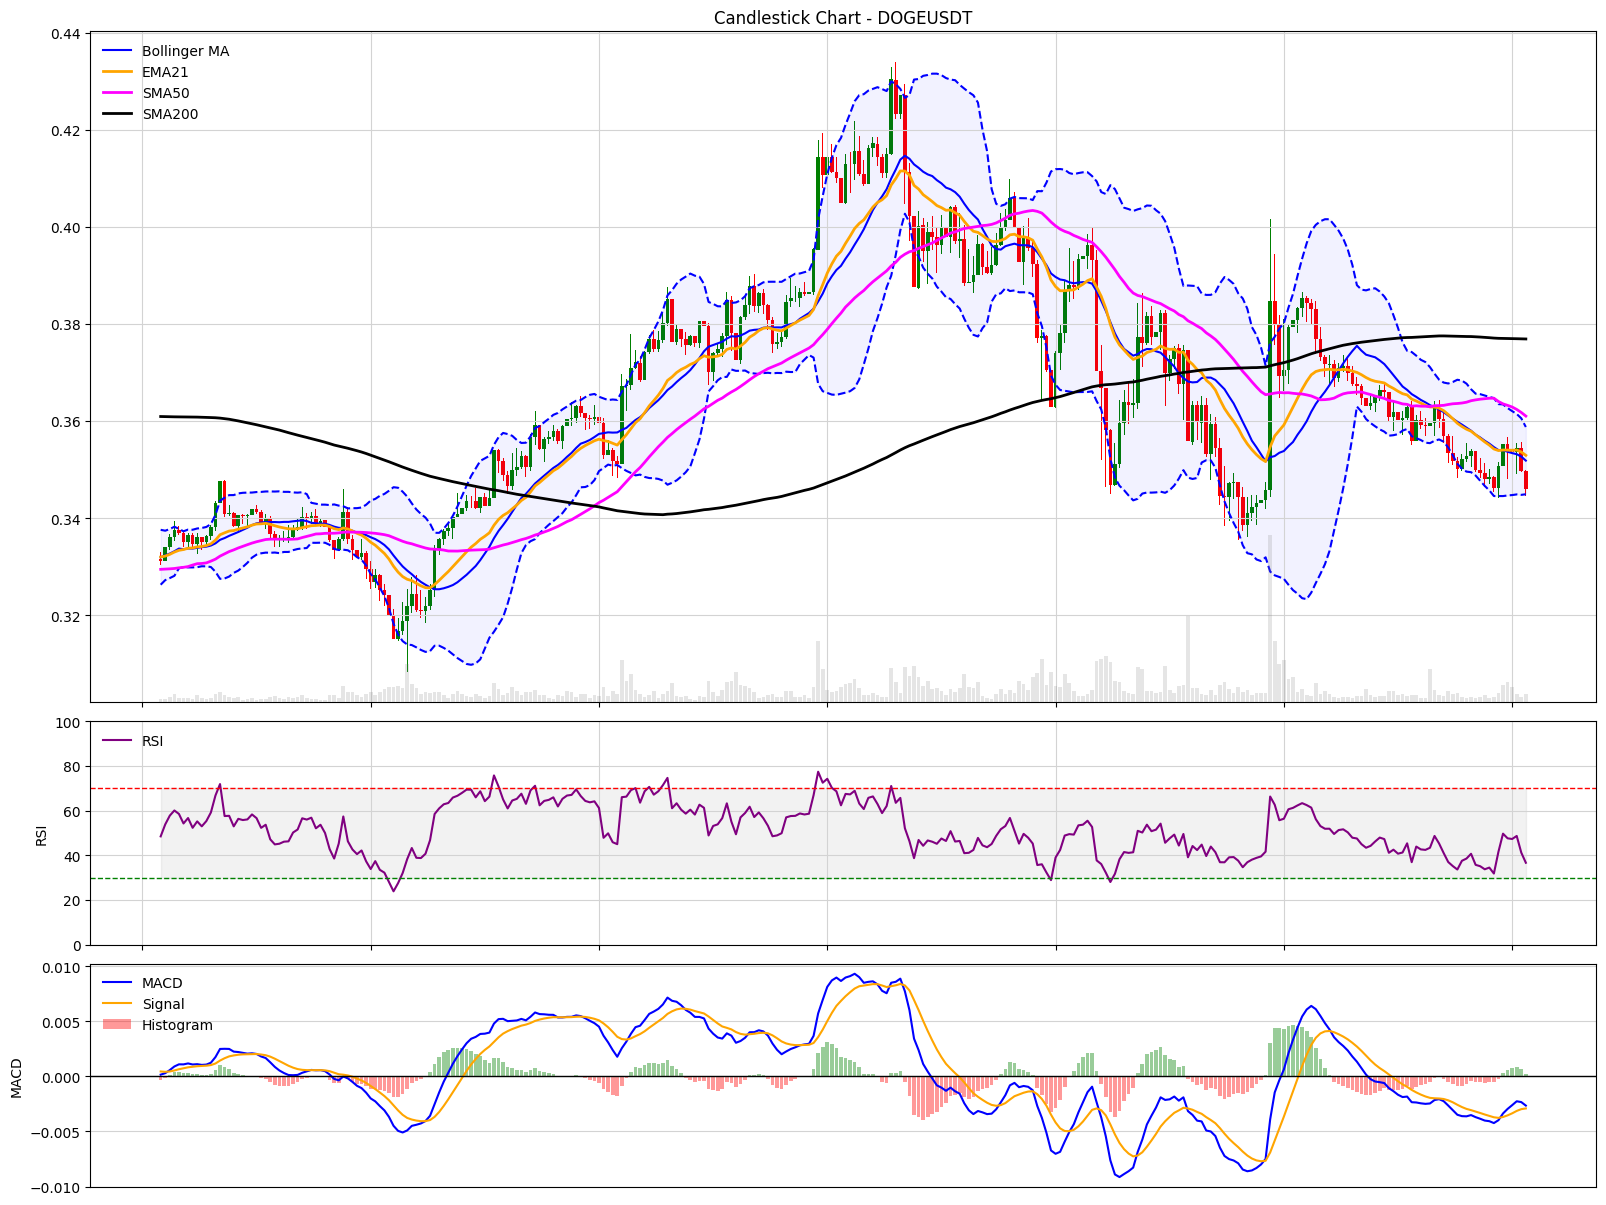 Candlestick Chart - DOGEUSDT
Bollinger MA
EMA21
SMA50
SMA200
0.44
0.42
0.40
0.38
0.36
0.34
0.32
RSI
RSI
100
80
60
40
20
0
MACD
Signal
Histogram
MACD
0.010
0.005
0.000
−0.005
−0.010